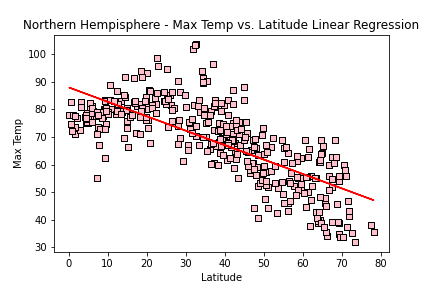 Northern Hempisphere - Max Temp vs. Latitude Linear Regression
100
90
80
70
60
50
40
30
Max Temp
0 10 20 30 40 50 60 70 80
Latitude